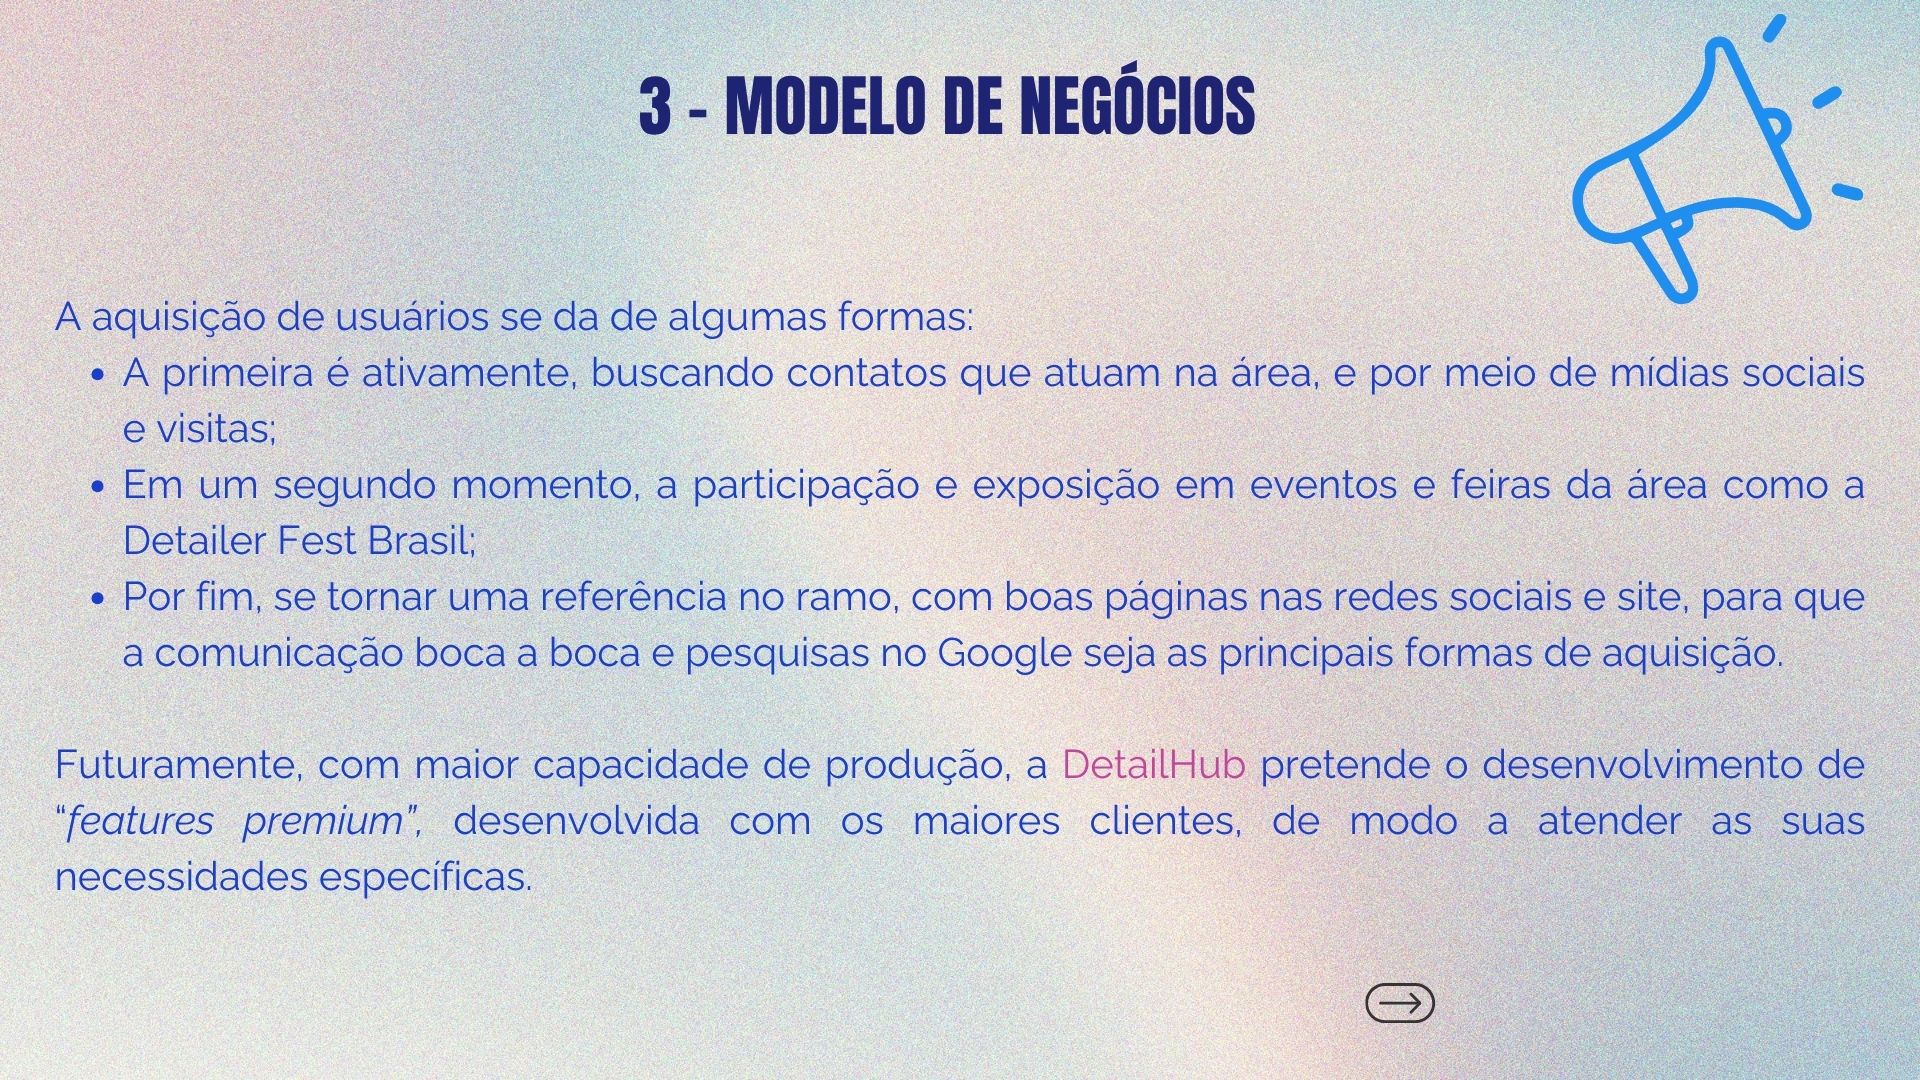 3 - MODELO DE NEGÓCIOS
A aquisição de usuários se da de algumas formas:
• A primeira é ativamente, buscando contatos que atuam na área, e por meio de mídias sociais
e visitas;
• Em um segundo momento, a participação e exposição em eventos e feiras da área como a
Detailer Fest Brasil;
• Por fim, se tornar uma referência no ramo, com boas páginas nas redes sociais e site, para que
a comunicação boca a boca e pesquisas no Google seja as principais formas de aquisição.
Futuramente, com maior capacidade de produção, a DetailHub pretende o desenvolvimento de
“features premium”, desenvolvida com os maiores clientes, de modo a atender as suas
necessidades específicas.